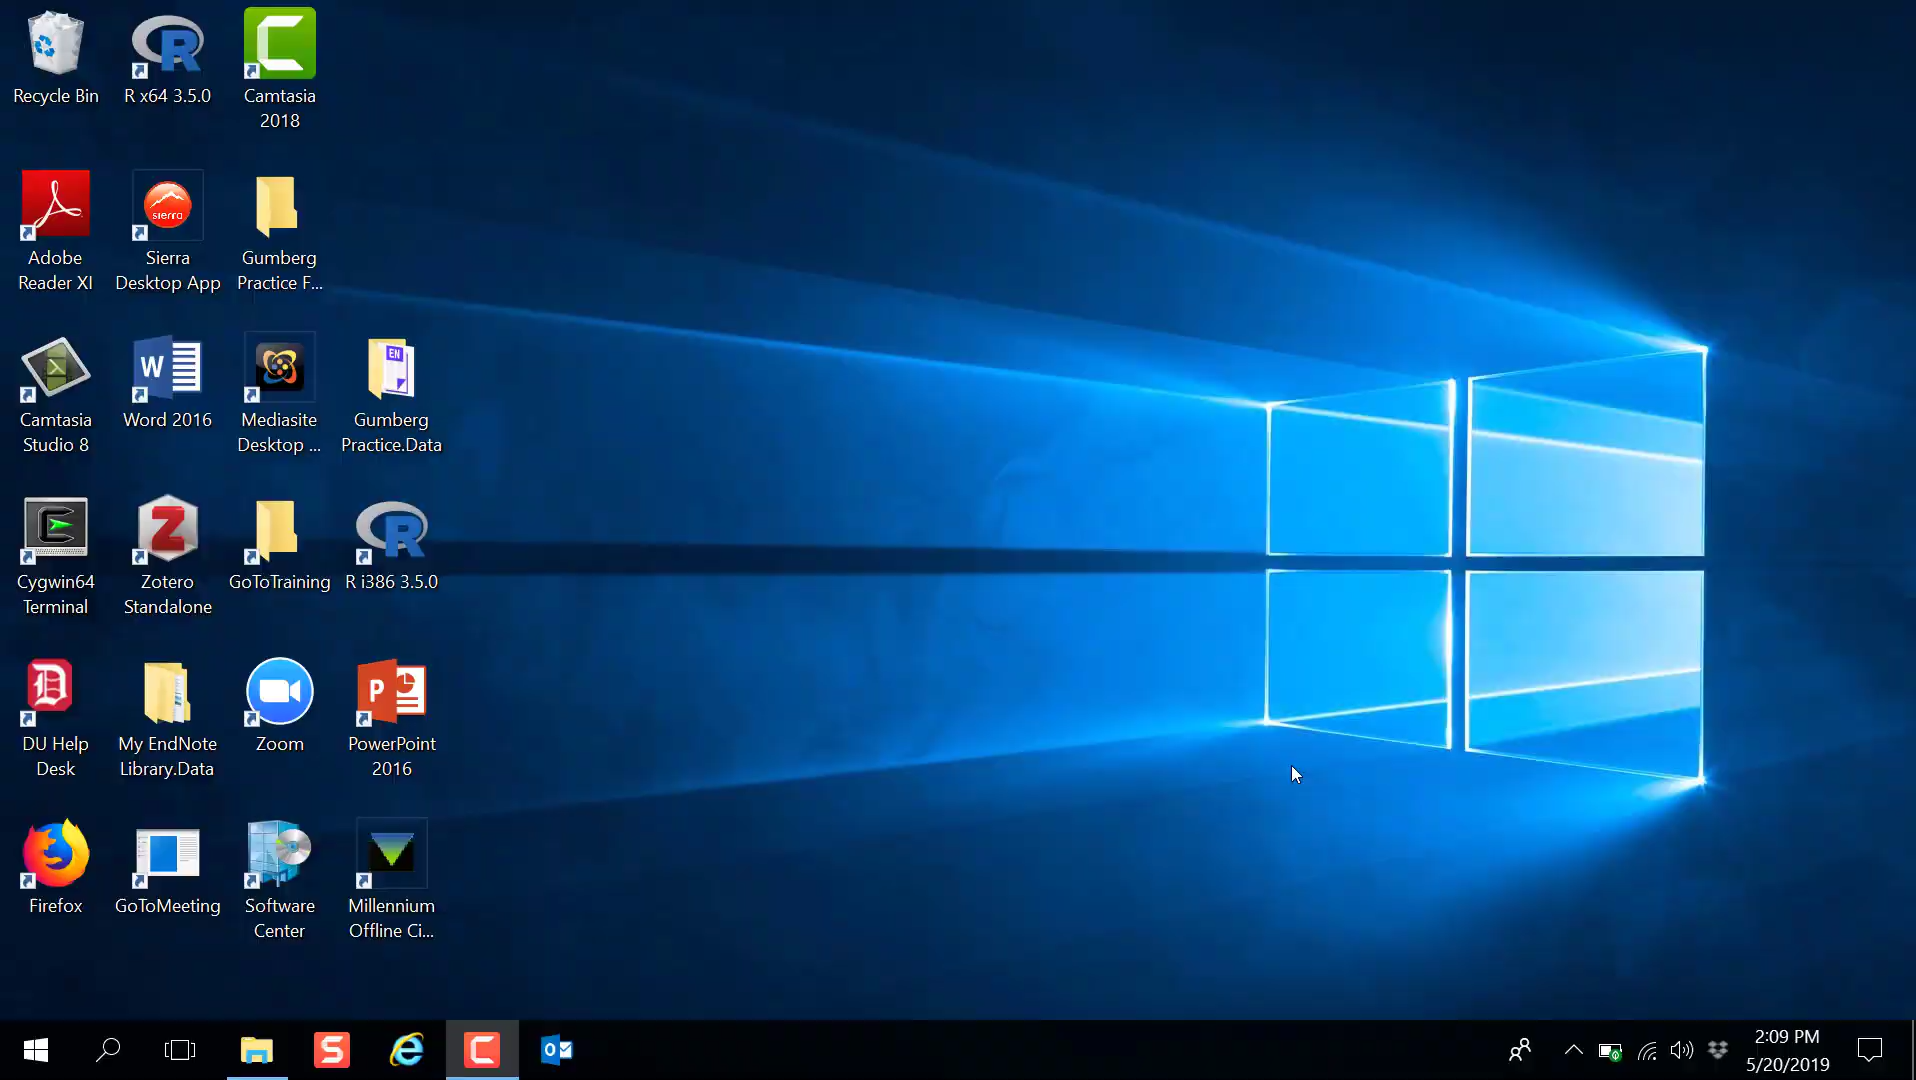 Recycle Bin
R x64 3.5.0
Camtasia
2018
Adobe
Reader XI
sierra
Sierra
Desktop App
Gumberg
Practice F...
Camtasia
Studio 8
W
Word 2016
Mediasite
Desktop ...
EN
Gumberg
Practice.Data
Cygwin64
Terminal
Z
Zotero
Standalone
GoToTraining
R
R i386 3.5.0
D
DU Help
Desk
My EndNote
Library.Data
Zoom
P
PowerPoint
2016
Firefox
GoToMeeting
Software
Center
Millennium
Offline Ci...
2:09 PM
5/20/2019